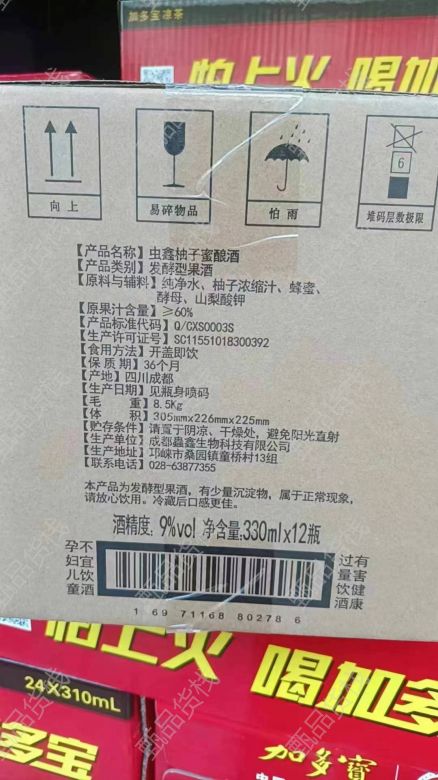 加多宝凉茶
怕上火 喝加多
向上
易碎物品
怕雨
6
堆码层数极限
【产品名称】虫鑫柚子蜜酿酒
【产品类别】发酵型果酒
【原料与辅料】纯净水、柚子浓缩汁、蜂蜜、
酵母、山梨酸钾
【原果汁含量】≥60%
【产品标准代码】Q/CXS0003S
【生产许可证号】SC11551018300392
【食用方法】开盖即饮
【保质期】36个月
【产地】四川成都
【生产日期】见瓶身喷码
【毛重】8.5Kg
【体积】305mm×226mm×225mm
【贮存条件】请置于阴凉、干燥处，避免阳光直射
【生产单位】成都蟲鑫生物科技有限公司
【生产地址】邛崃市桑园镇童桥村13组
【联系电话】028-63877355
本产品为发酵型果酒，有少量沉淀物，属于正常现象，
请放心饮用。冷藏后口感更佳。
酒精度：9%vol 净含量:330ml×12瓶
孕妇儿童
不宜饮酒
过量饮酒
有害健康
1 69 71168 80278 6
怕上火 喝加多
24×310mL
多宝
加多寶
甄品货栈